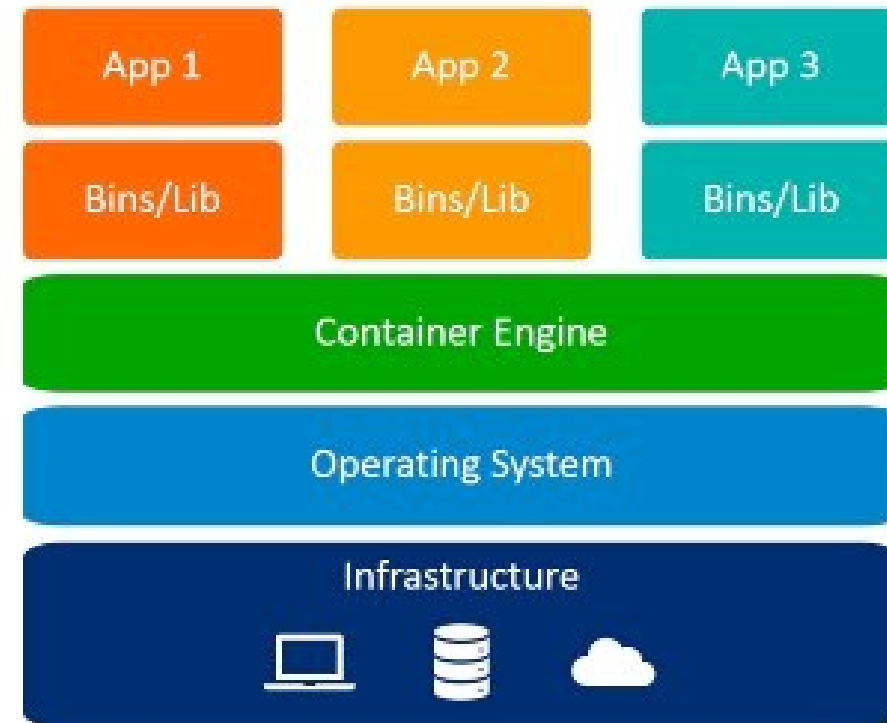 App 1
App 2
App 3
Bins/Lib
Bins/Lib
Bins/Lib
Container Engine
Operating System
Infrastructure